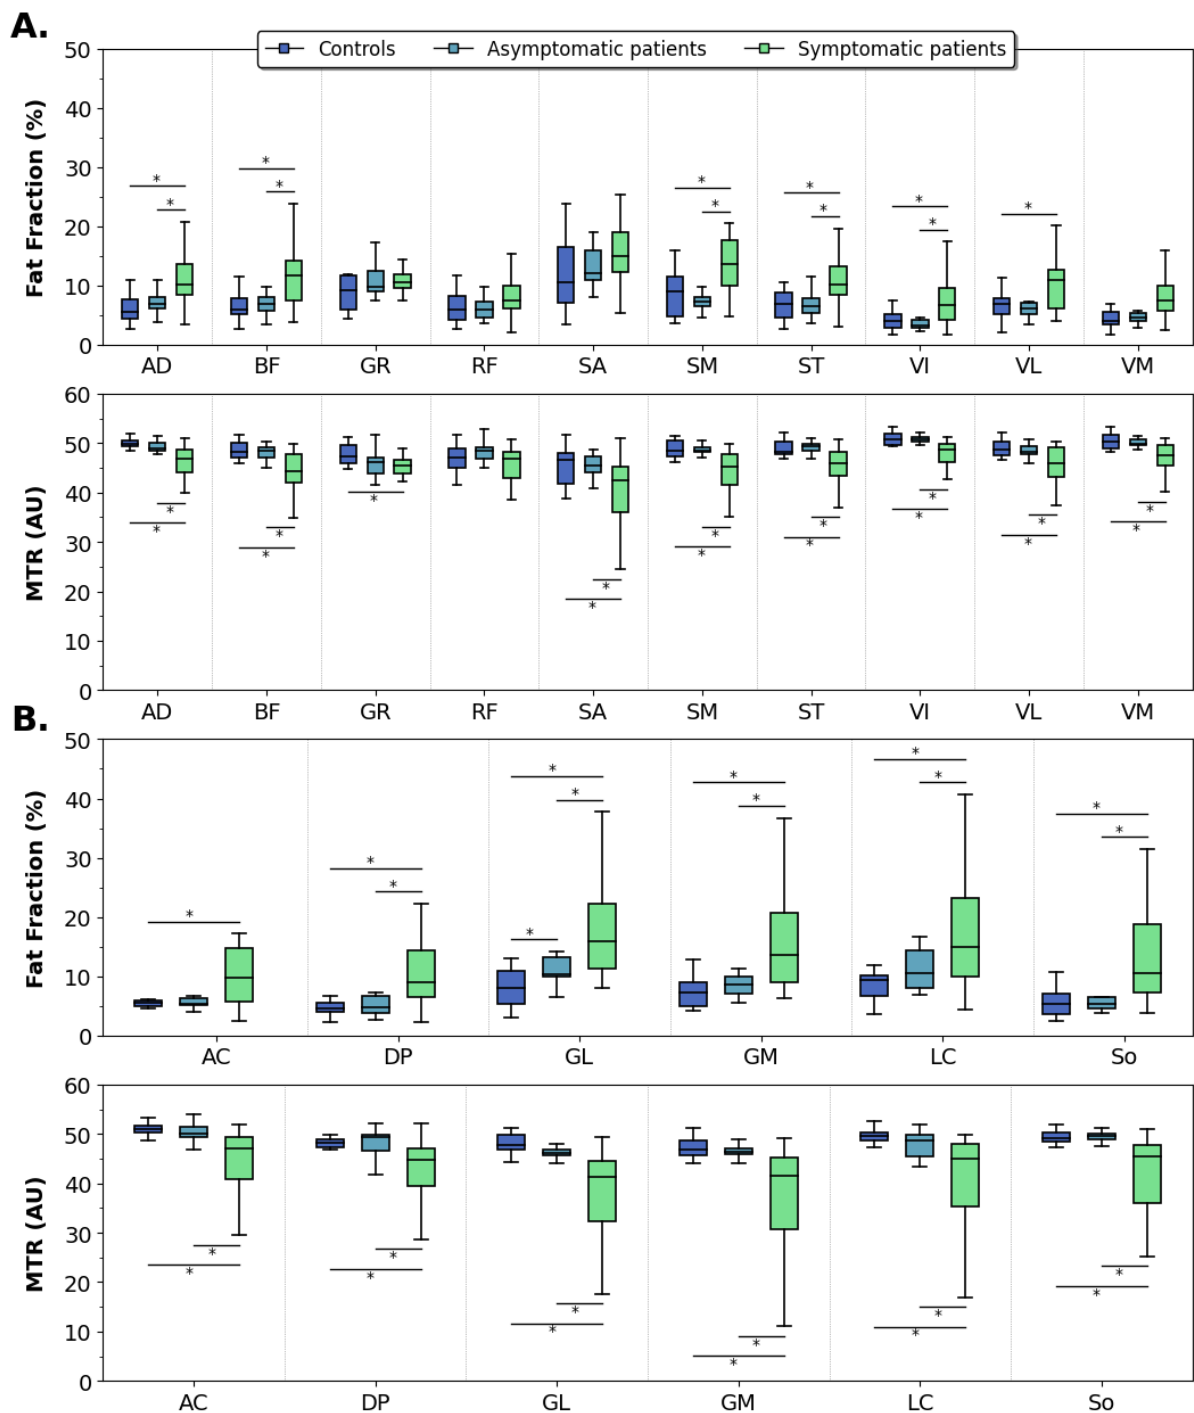 A.
Controls Asymptomatic patients Symptomatic patients
Fat Fraction (%)
50
40
30
20
10
0
* * * * * * * * * * * * *
AD BF GR RF SA SM ST VI VL VM
MTR (AU)
60
50
40
30
20
10
0
* * * * * * * * * * * * * * * * *
AD BF GR RF SA SM ST VI VL VM
B.
Fat Fraction (%)
50
40
30
20
10
0
* * * * * * * * * * * *
AC DP GL GM LC So
MTR (AU)
60
50
40
30
20
10
0
* * * * * * * * * * * *
AC DP GL GM LC So